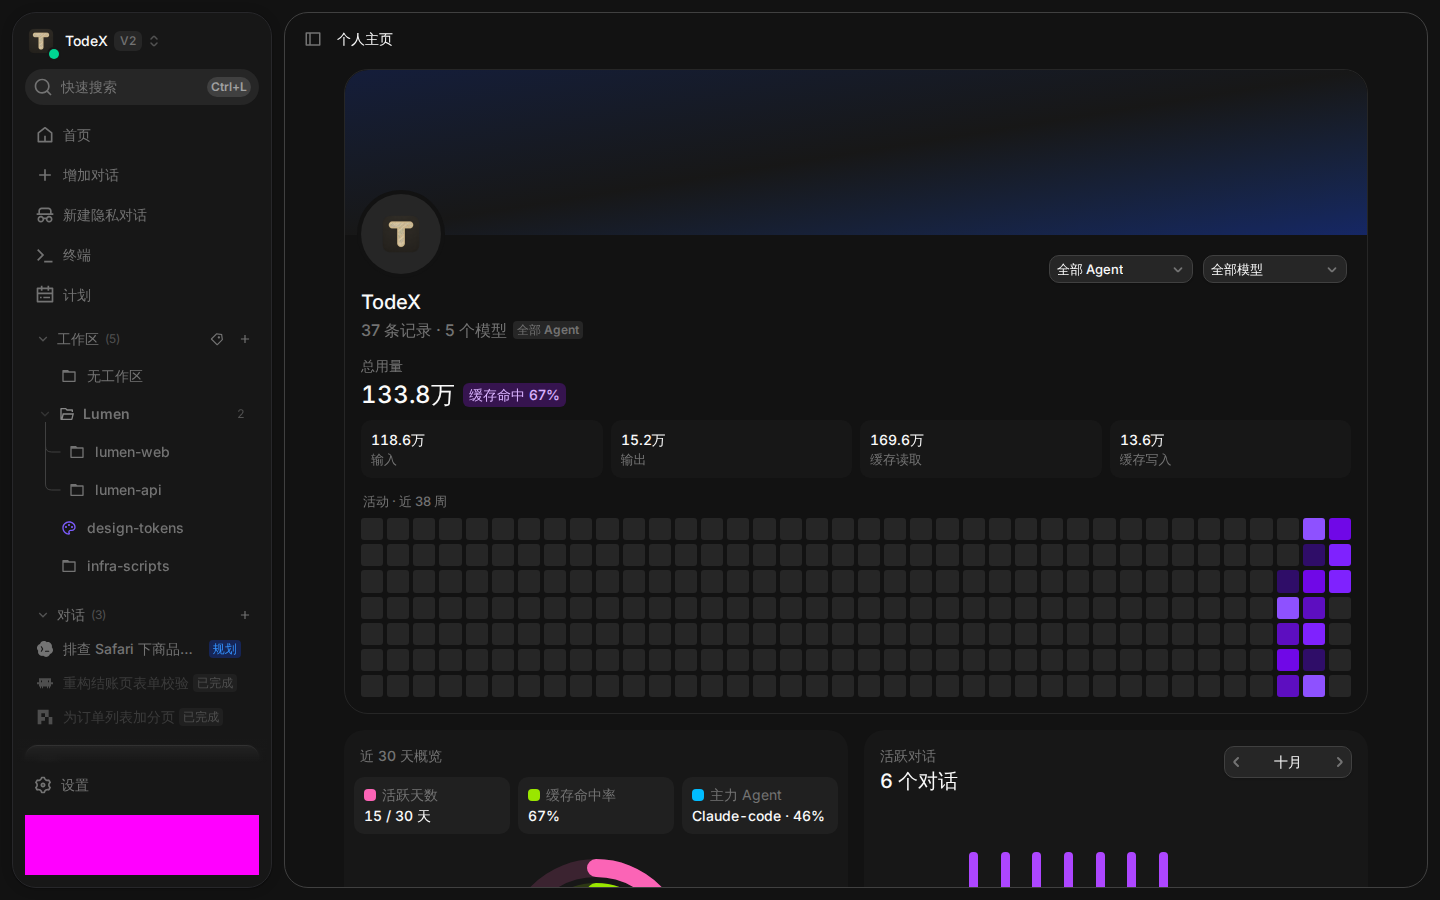 TodeX V2
快速搜索 Ctrl+L
首页
增加对话
新建隐私对话
终端
计划
工作区 (5)
无工作区
Lumen 2
lumen-web
lumen-api
design-tokens
infra-scripts
对话 (3)
排查 Safari 下商品... 规划
重构结账页表单校验 已完成
为订单列表加分页 已完成
设置
个人主页
T
全部 Agent
全部模型
TodeX
37 条记录 · 5 个模型 全部 Agent
总用量
133.8万 缓存命中 67%
118.6万
输入
15.2万
输出
169.6万
缓存读取
13.6万
缓存写入
活动 · 近 38 周
近 30 天概览
活跃天数
15 / 30 天
缓存命中率
67%
主力 Agent
Claude-code · 46%
活跃对话
6 个对话
十月